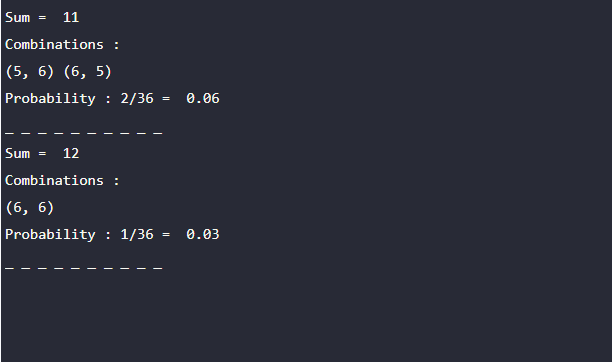 Sum =  11
Combinations :
(5, 6) (6, 5)
Probability : 2/36 =  0.06
_ _ _ _ _ _ _ _ _ _
Sum =  12
Combinations :
(6, 6)
Probability : 1/36 =  0.03
_ _ _ _ _ _ _ _ _ _